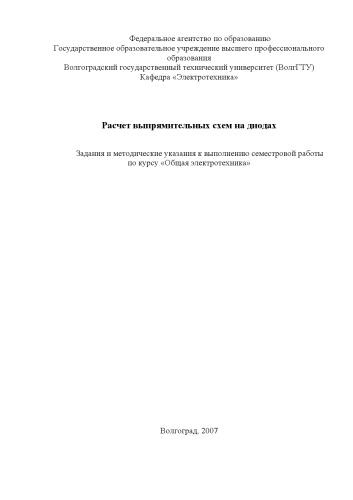 Федеральное агентство по образованию
Государственное образовательное учреждение высшего профессионального
образования
Волгоградский государственный технический университет (ВолгГТУ)
Кафедра «Электротехника»
Расчет выпрямительных схем на диодах
Задания и методические указания к выполнению семестровой работы
по курсу «Общая электротехника»
Волгоград, 2007